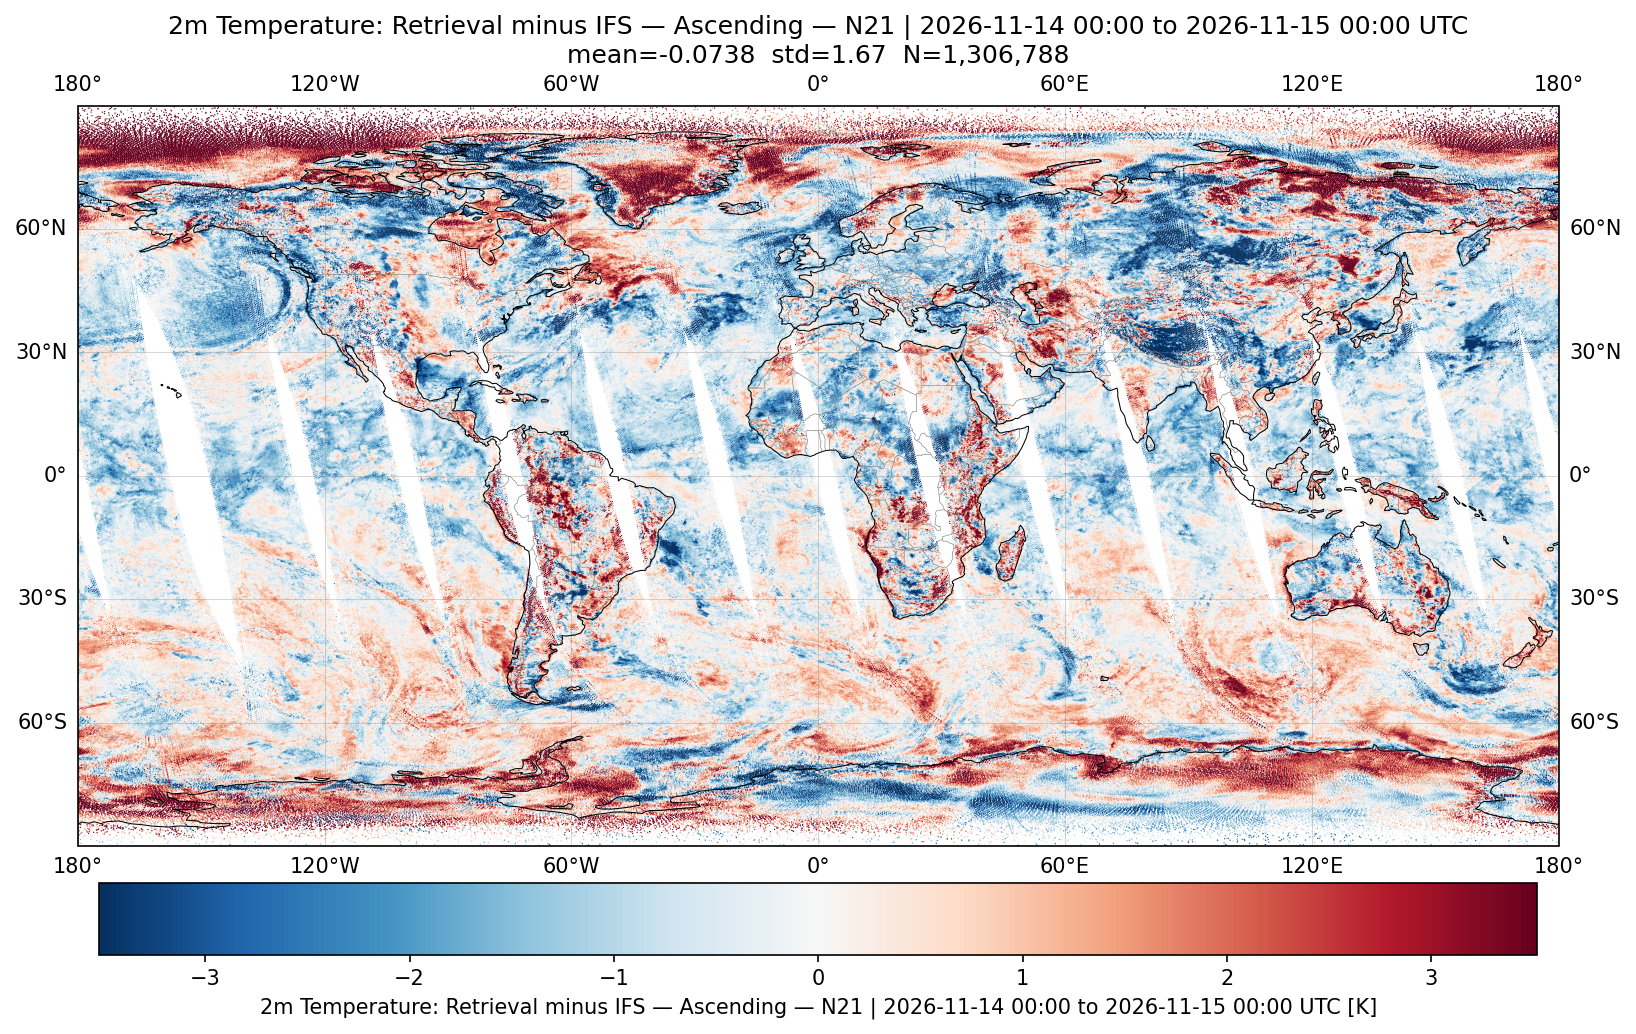 2m Temperature: Retrieval minus IFS — Ascending — N21 | 2026-11-14 00:00 to 2026-11-15 00:00 UTC
mean=-0.0738 std=1.67 N=1,306,788
180° 120°W 60°W 0° 60°E 120°E 180°
60°N 60°N
30°N 30°N
0° 0°
30°S 30°S
60°S 60°S
180° 120°W 60°W 0° 60°E 120°E 180°
−3 −2 −1 0 1 2 3
2m Temperature: Retrieval minus IFS — Ascending — N21 | 2026-11-14 00:00 to 2026-11-15 00:00 UTC [K]